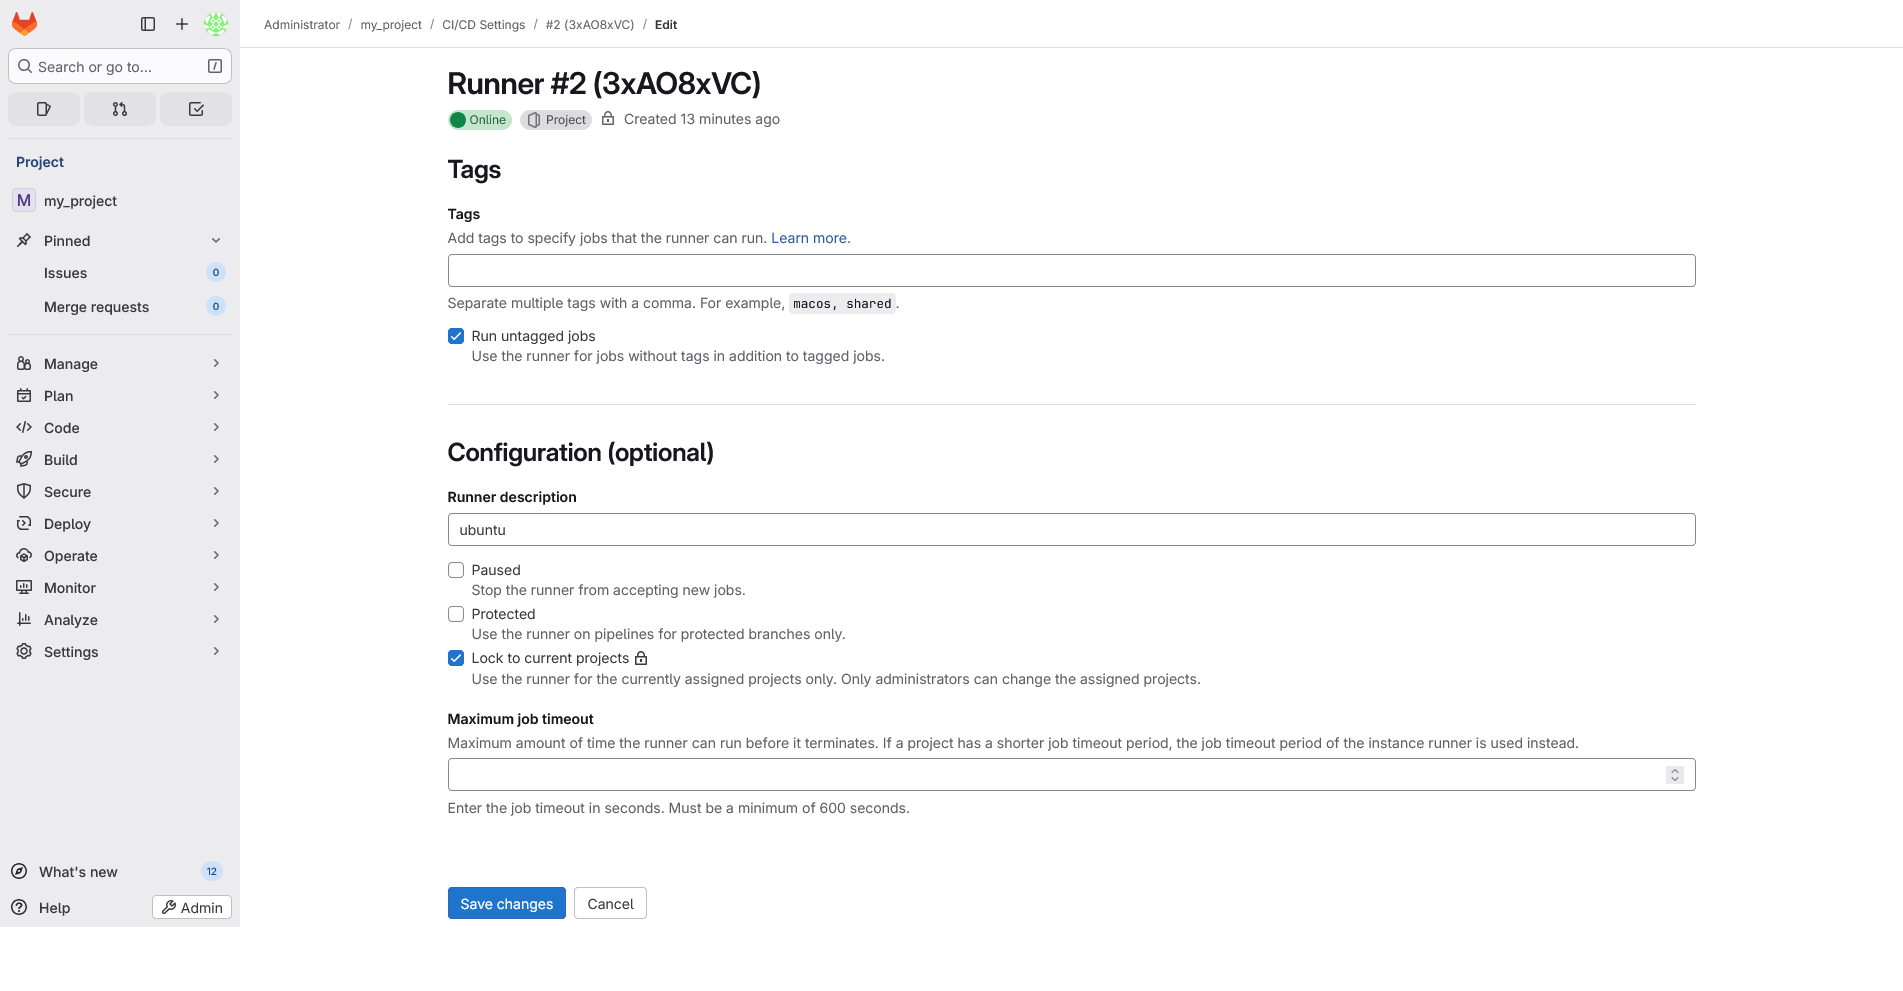 Administrator / my_project / CI/CD Settings / #2 (3xAO8xVC) / Edit
Search or go to... /
Project
M my_project
Pinned
Issues 0
Merge requests 0
Manage
Plan
Code
Build
Secure
Deploy
Operate
Monitor
Analyze
Settings
What's new 12
Help Admin
Runner #2 (3xAO8xVC)
Online Project Created 13 minutes ago
Tags
Tags
Add tags to specify jobs that the runner can run. Learn more.
Separate multiple tags with a comma. For example, macos, shared.
Run untagged jobs
Use the runner for jobs without tags in addition to tagged jobs.
Configuration (optional)
Runner description
ubuntu
Paused
Stop the runner from accepting new jobs.
Protected
Use the runner on pipelines for protected branches only.
Lock to current projects
Use the runner for the currently assigned projects only. Only administrators can change the assigned projects.
Maximum job timeout
Maximum amount of time the runner can run before it terminates. If a project has a shorter job timeout period, the job timeout period of the instance runner is used instead.
Enter the job timeout in seconds. Must be a minimum of 600 seconds.
Save changes Cancel